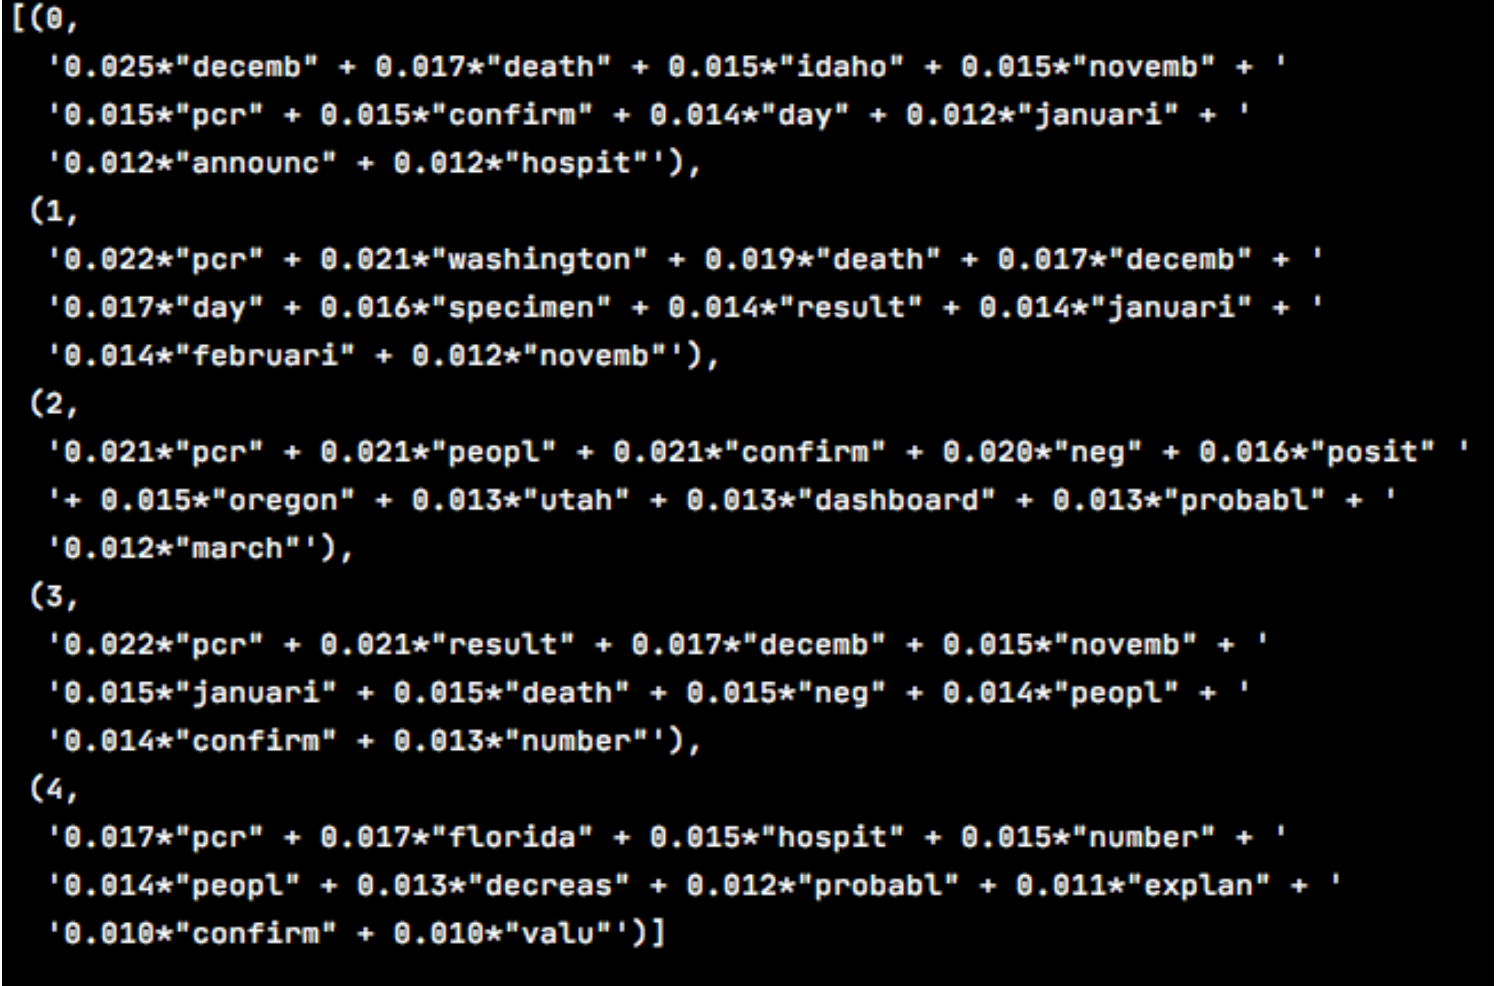 [(0,
'0.025*"decemb" + 0.017*"death" + 0.015*"idaho" + 0.015*"novemb" + '
'0.015*"pcr" + 0.015*"confirm" + 0.014*"day" + 0.012*"januari" + '
'0.012*"announc" + 0.012*"hospit"'),
(1,
'0.022*"pcr" + 0.021*"washington" + 0.019*"death" + 0.017*"decemb" + '
'0.017*"day" + 0.016*"specimen" + 0.014*"result" + 0.014*"januari" + '
'0.014*"februari" + 0.012*"novemb"'),
(2,
'0.021*"pcr" + 0.021*"peopl" + 0.021*"confirm" + 0.020*"neg" + 0.016*"posit" '
'+ 0.015*"oregon" + 0.013*"utah" + 0.013*"dashboard" + 0.013*"probabl" + '
'0.012*"march"'),
(3,
'0.022*"pcr" + 0.021*"result" + 0.017*"decemb" + 0.015*"novemb" + '
'0.015*"januari" + 0.015*"death" + 0.015*"neg" + 0.014*"peopl" + '
'0.014*"confirm" + 0.013*"number"'),
(4,
'0.017*"pcr" + 0.017*"florida" + 0.015*"hospit" + 0.015*"number" + '
'0.014*"peopl" + 0.013*"decreas" + 0.012*"probabl" + 0.011*"explan" + '
'0.010*"confirm" + 0.010*"valu"')]